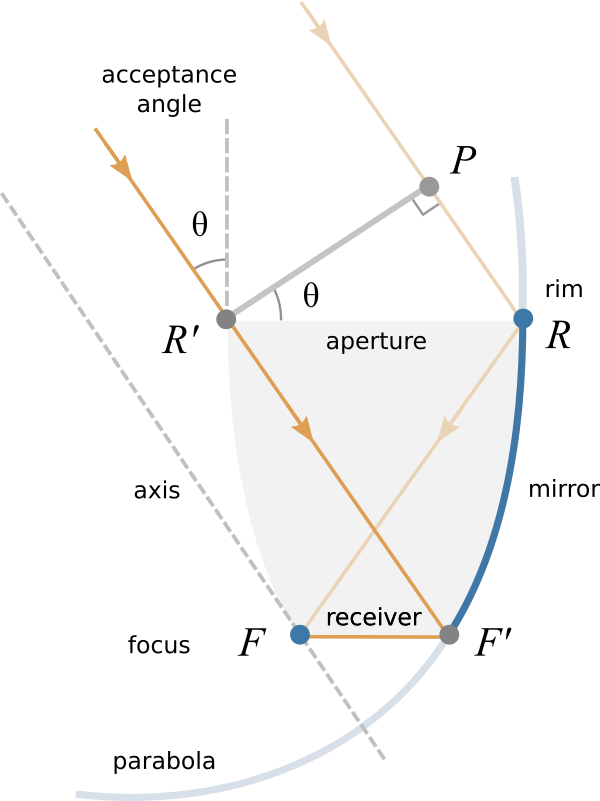 acceptance
angle
P
θ
θ
rim
R′
aperture
R
axis
mirror
receiver
focus
F
F′
parabola